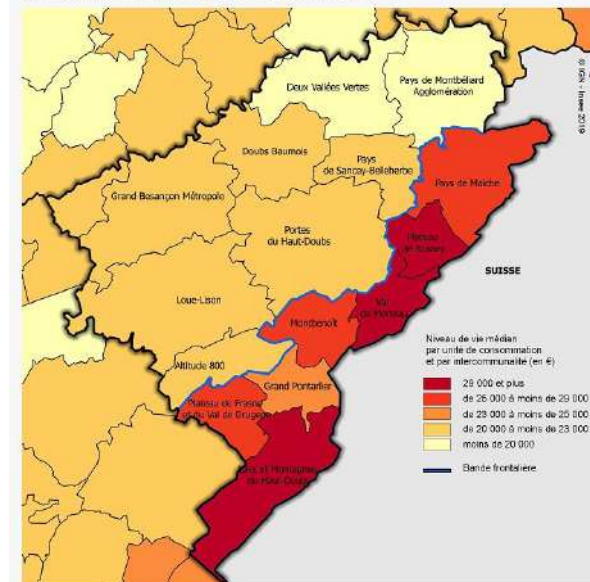 Deux Vallées Vertes
Pays de Montbéliard
Agglomération
© IGN - Insee 2019
Doubs Baumois
Pays
de Sancey-Belleherbe
Pays de Maîche
Grand Besançon Métropole
Portes
du Haut-Doubs
Plateau
de Russey
SUISSE
Val
de Morteau
Loue-Lison
Montbenoît
Altitude 800
Grand Pontarlier
Plateau de Frasne
et du Val de Drugeon
Lacs et Montagnes
du Haut-Doubs
Niveau de vie médian
par unité de consommation
et par intercommunalité (en €)
29 000 et plus
de 25 000 à moins de 29 000
de 23 000 à moins de 25 000
de 20 000 à moins de 23 000
moins de 20 000
Bande frontalière